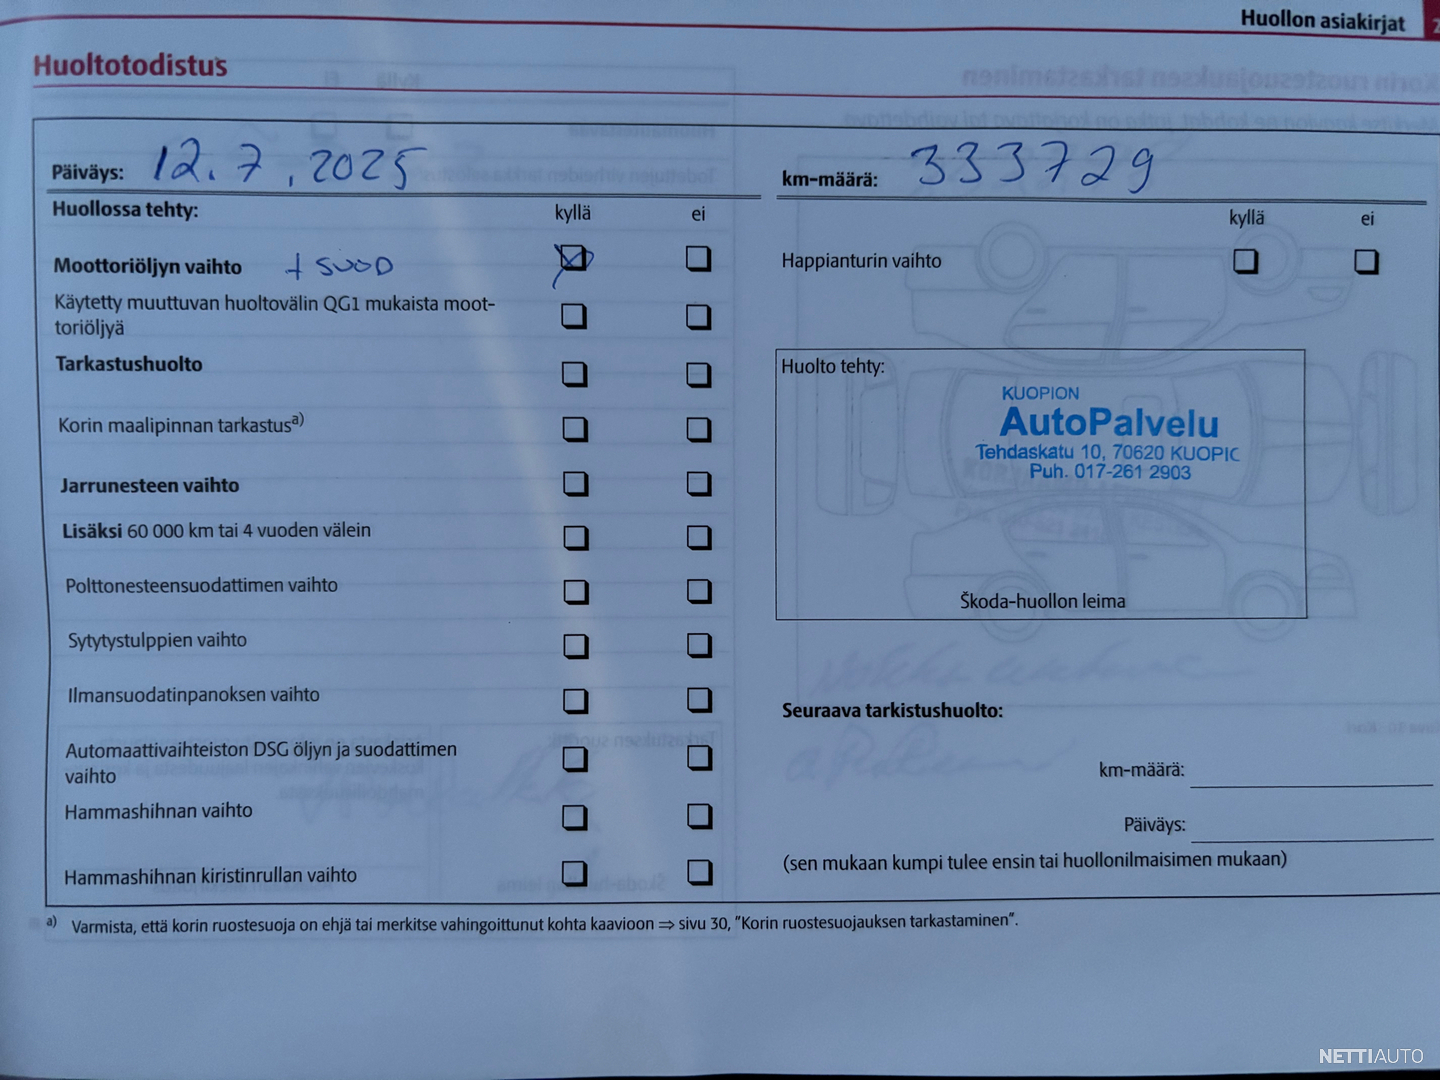 Huollon asiakirjat
Huoltotodistus
Päiväys: 12.7.2025
km-määrä: 333729
Huollossa tehty: kyllä ei
kyllä ei
Moottoriöljyn vaihto + SUOD
Happianturin vaihto
Käytetty muuttuvan huoltovälin QG1 mukaista moot-
toriöljyä
Tarkastushuolto
Korin maalipinnan tarkastusa)
Jarrunesteen vaihto
Lisäksi 60 000 km tai 4 vuoden välein
Polttonesteensuodattimen vaihto
Sytytystulppien vaihto
Ilmansuodatinpanoksen vaihto
Automaattivaihteiston DSG öljyn ja suodattimen
vaihto
Hammashihnan vaihto
Hammashihnan kiristinrullan vaihto
Huolto tehty:
KUOPION
AutoPalvelu
Tehdaskatu 10, 70620 KUOPIO
Puh. 017-261 2903
Škoda-huollon leima
Seuraava tarkistushuolto:
km-määrä:
Päiväys:
(sen mukaan kumpi tulee ensin tai huollonilmaisimen mukaan)
a) Varmista, että korin ruostesuoja on ehjä tai merkitse vahingoittunut kohta kaavioon ⇒ sivu 30, "Korin ruostesuojauksen tarkastaminen".
NETTIAUTO